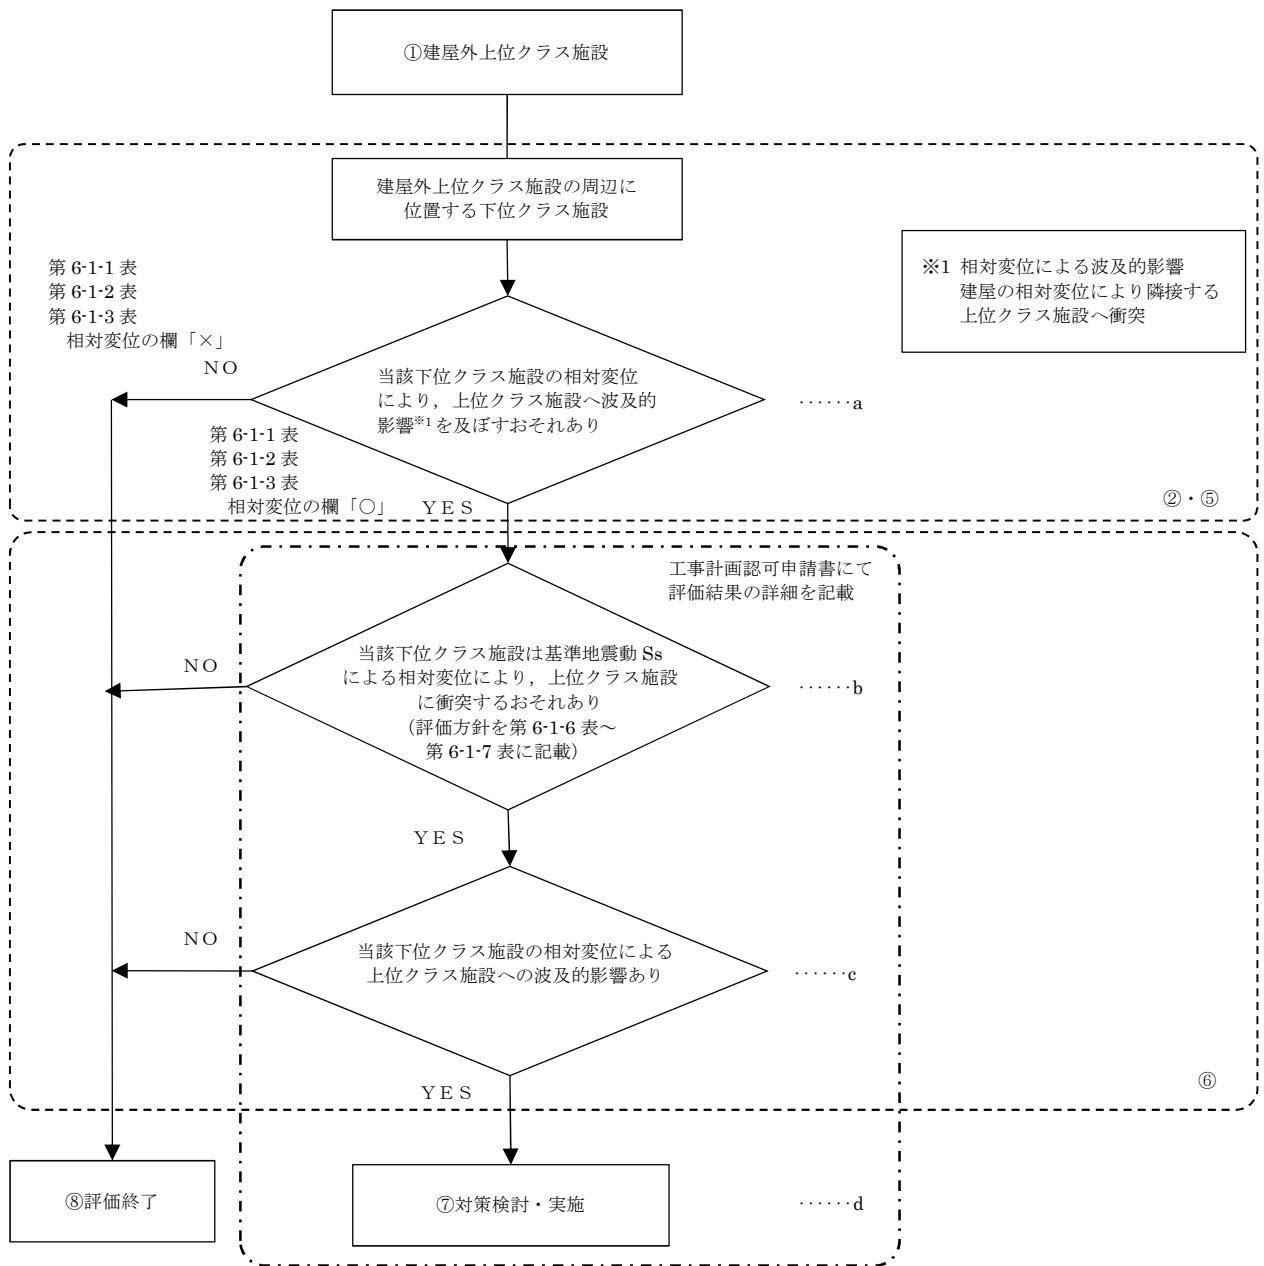 ①建屋外上位クラス施設
建屋外上位クラス施設の周辺に
位置する下位クラス施設
※1 相対変位による波及的影響
建屋の相対変位により隣接する
上位クラス施設へ衝突
第 6-1-1 表
第 6-1-2 表
第 6-1-3 表
相対変位の欄「×」
ＮＯ
当該下位クラス施設の相対変位
により，上位クラス施設へ波及的
影響※1 を及ぼすおそれあり
······a
第 6-1-1 表
第 6-1-2 表
第 6-1-3 表
相対変位の欄「○」
ＹＥＳ
②・⑤
工事計画認可申請書にて
評価結果の詳細を記載
当該下位クラス施設は基準地震動 Ss
による相対変位により，上位クラス施設
に衝突するおそれあり
（評価方針を第 6-1-6 表～
第 6-1-7 表に記載）
ＮＯ
······b
ＹＥＳ
ＮＯ
当該下位クラス施設の相対変位による
上位クラス施設への波及的影響あり
······c
ＹＥＳ
⑥
⑧評価終了
⑦対策検討・実施
······d